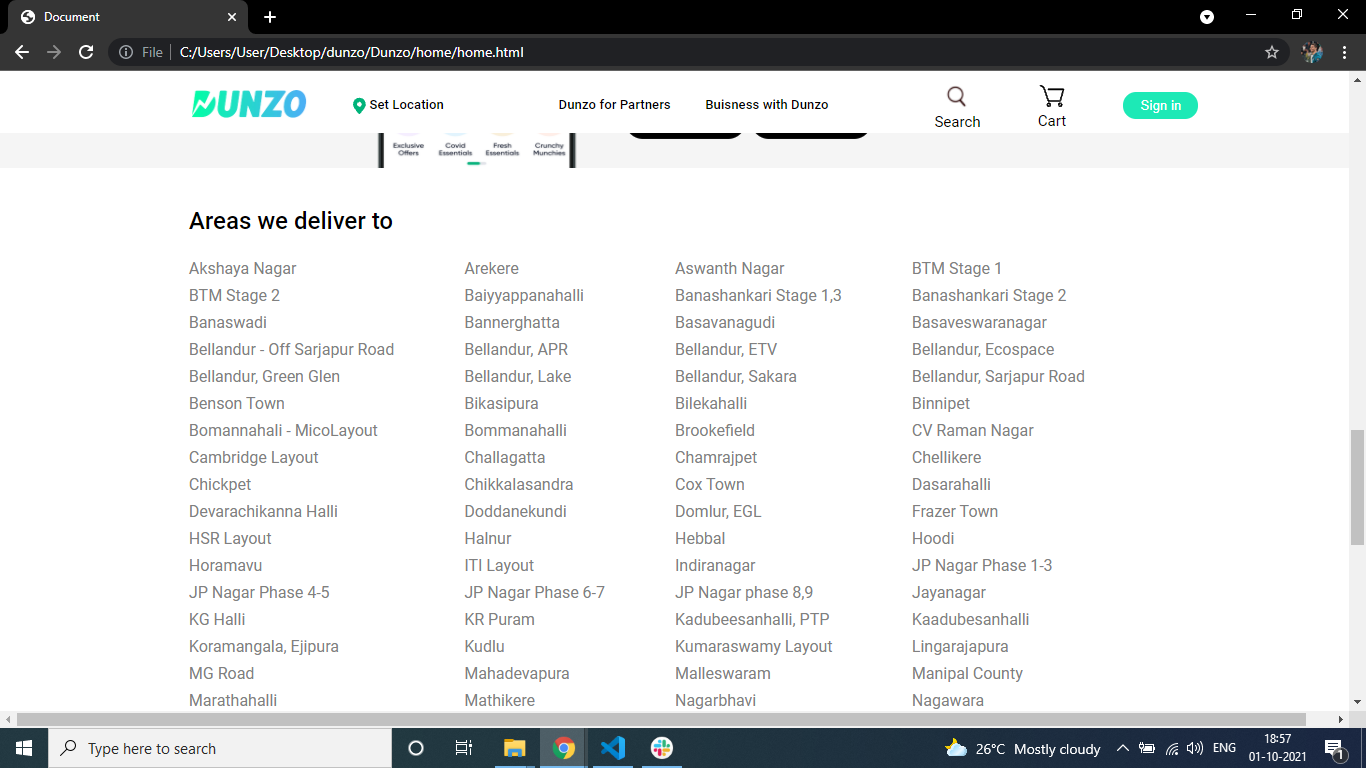 Document
File C:/Users/User/Desktop/dunzo/Dunzo/home/home.html
DUNZO Set Location Dunzo for Partners Buisness with Dunzo Search Cart Sign in
Exclusive Offers Covid Essentials Fresh Essentials Crunchy Munchies
Areas we deliver to
Akshaya Nagar Arekere Aswanth Nagar BTM Stage 1
BTM Stage 2 Baiyyappanahalli Banashankari Stage 1,3 Banashankari Stage 2
Banaswadi Bannerghatta Basavanagudi Basaveswaranagar
Bellandur - Off Sarjapur Road Bellandur, APR Bellandur, ETV Bellandur, Ecospace
Bellandur, Green Glen Bellandur, Lake Bellandur, Sakara Bellandur, Sarjapur Road
Benson Town Bikasipura Bilekahalli Binnipet
Bomannahali - MicoLayout Bommanahalli Brookefield CV Raman Nagar
Cambridge Layout Challagatta Chamrajpet Chellikere
Chickpet Chikkalasandra Cox Town Dasarahalli
Devarachikanna Halli Doddanekundi Domlur, EGL Frazer Town
HSR Layout Halnur Hebbal Hoodi
Horamavu ITI Layout Indiranagar JP Nagar Phase 1-3
JP Nagar Phase 4-5 JP Nagar Phase 6-7 JP Nagar phase 8,9 Jayanagar
KG Halli KR Puram Kadubeesanhalli, PTP Kaadubesanhalli
Koramangala, Ejipura Kudlu Kumaraswamy Layout Lingarajapura
MG Road Mahadevapura Malleswaram Manipal County
Marathahalli Mathikere Nagarbhavi Nagawara
Type here to search 26°C Mostly cloudy ENG 18:57
01-10-2021 1